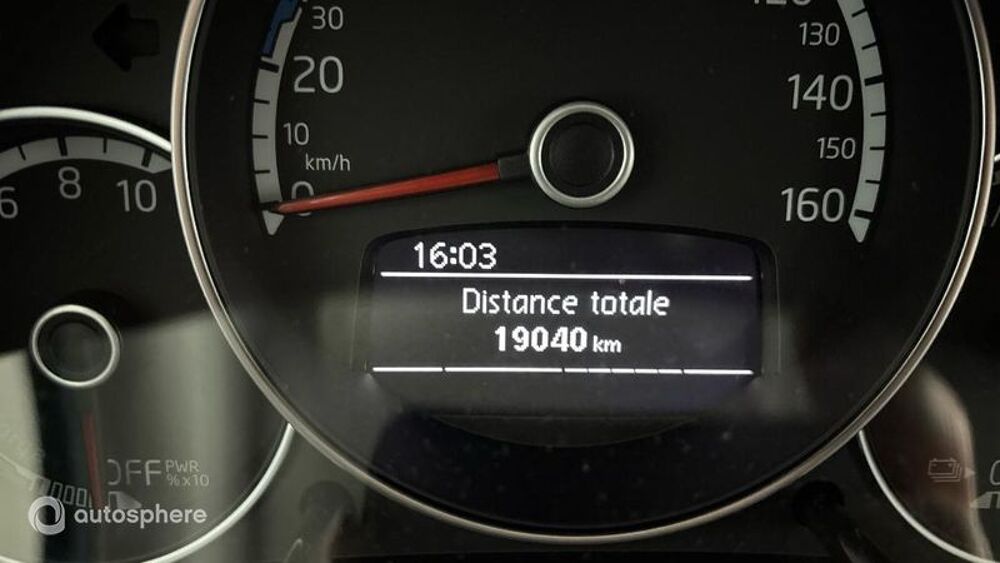 30
20
10
km/h
0
130
140
150
160
6
8
10
16:03
Distance totale
19040 km
OFF PWR
% x10
autosphere